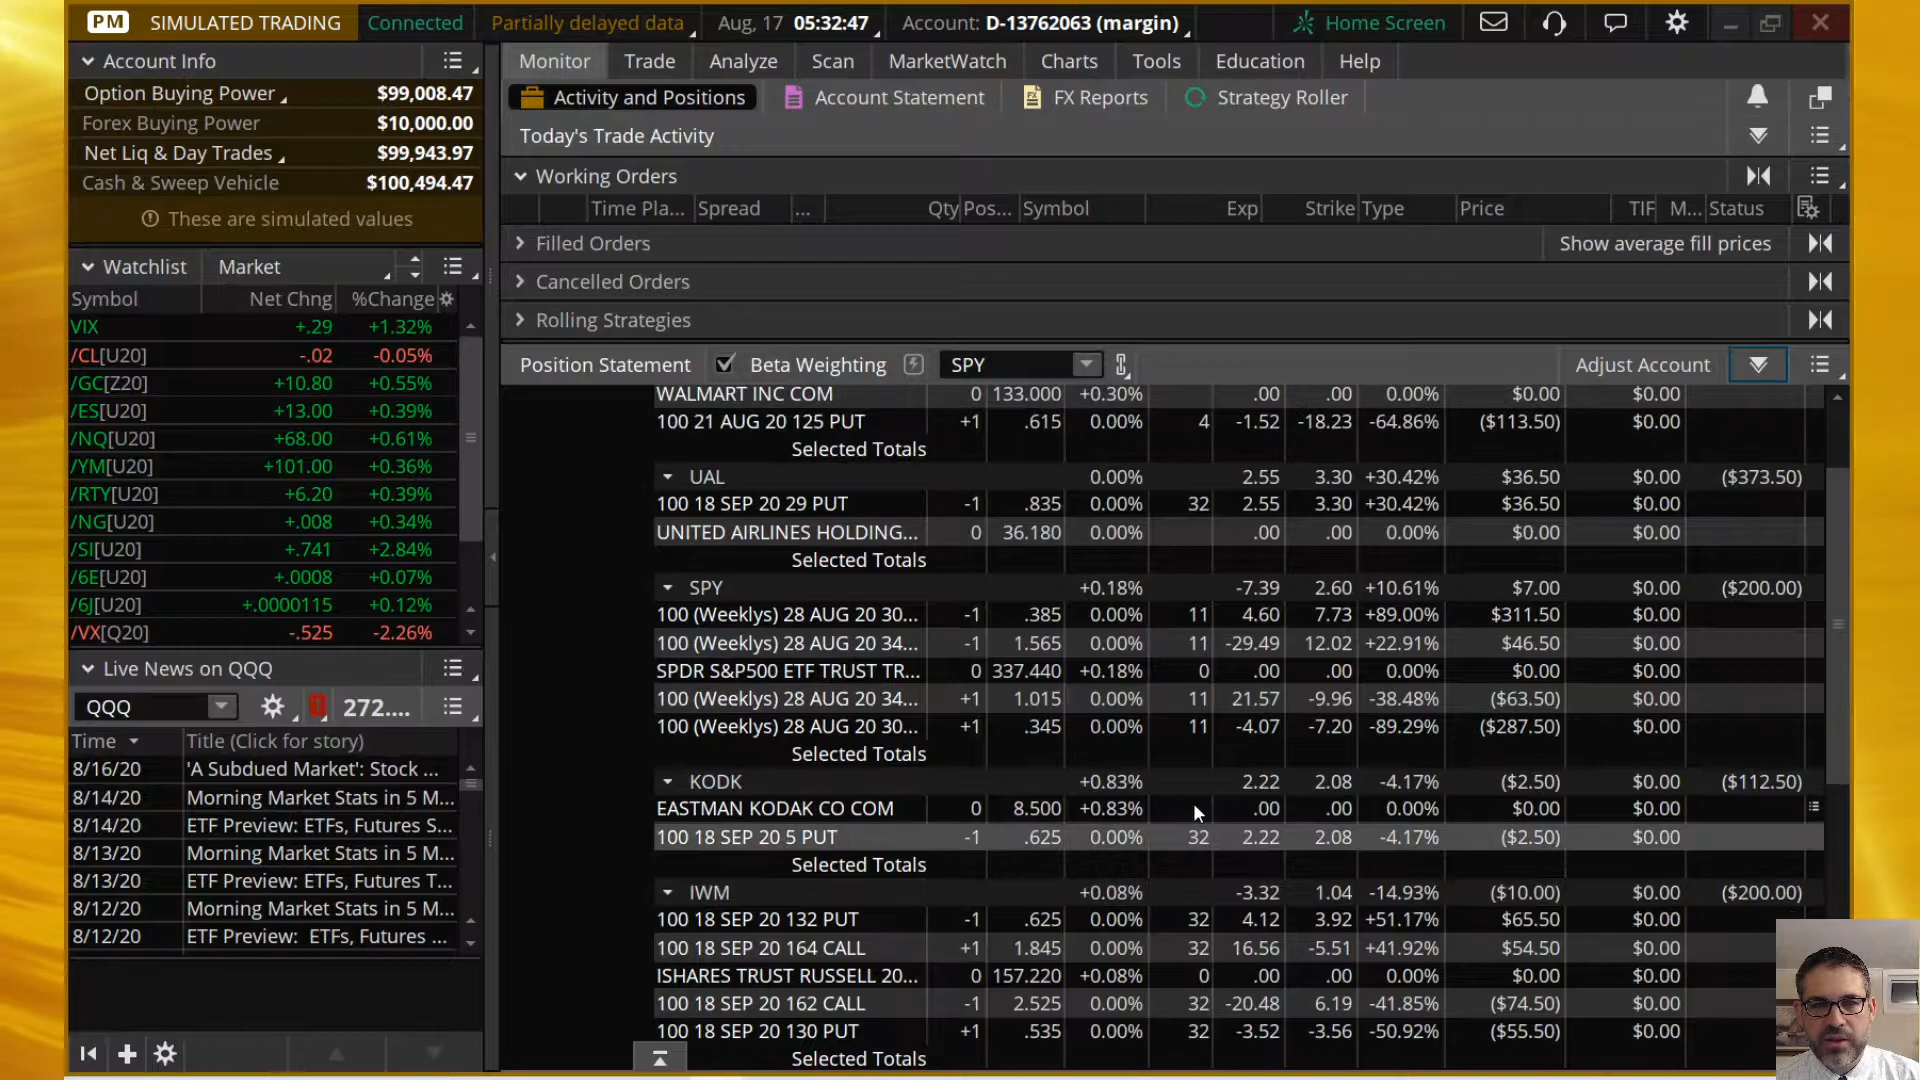 PM SIMULATED TRADING Connected Partially delayed data Aug, 17 05:32:47 Account: D-13762063 (margin) Home Screen
Account Info
Option Buying Power $99,008.47
Forex Buying Power $10,000.00
Net Liq & Day Trades $99,943.97
Cash & Sweep Vehicle $100,494.47
These are simulated values
Watchlist Market
Symbol Net Chng %Change
VIX +.29 +1.32%
/CL[U20] -.02 -0.05%
/GC[Z20] +10.80 +0.55%
/ES[U20] +13.00 +0.39%
/NQ[U20] +68.00 +0.61%
/YM[U20] +101.00 +0.36%
/RTY[U20] +6.20 +0.39%
/NG[U20] +.008 +0.34%
/SI[U20] +.741 +2.84%
/6E[U20] +.0008 +0.07%
/6J[U20] +.0000115 +0.12%
/VX[Q20] -.525 -2.26%
Live News on QQQ
QQQ 272....
Time Title (Click for story)
8/16/20 'A Subdued Market': Stock ...
8/14/20 Morning Market Stats in 5 M...
8/14/20 ETF Preview: ETFs, Futures S...
8/13/20 Morning Market Stats in 5 M...
8/13/20 ETF Preview: ETFs, Futures T...
8/12/20 Morning Market Stats in 5 M...
8/12/20 ETF Preview: ETFs, Futures ...
Monitor Trade Analyze Scan MarketWatch Charts Tools Education Help
Activity and Positions Account Statement FX Reports Strategy Roller
Today's Trade Activity
Working Orders
Time Pla... Spread ... Qty Pos... Symbol Exp Strike Type Price TIF M... Status
Filled Orders Show average fill prices
Cancelled Orders
Rolling Strategies
Position Statement Beta Weighting SPY Adjust Account
WALMART INC COM 0 133.000 +0.30% .00 .00 0.00% $0.00 $0.00
100 21 AUG 20 125 PUT +1 .615 0.00% 4 -1.52 -18.23 -64.86% ($113.50) $0.00
Selected Totals
UAL 0.00% 2.55 3.30 +30.42% $36.50 $0.00 ($373.50)
100 18 SEP 20 29 PUT -1 .835 0.00% 32 2.55 3.30 +30.42% $36.50 $0.00
UNITED AIRLINES HOLDING... 0 36.180 .00 .00 0.00% $0.00 $0.00
Selected Totals
SPY +0.18% -7.39 2.60 +10.61% $7.00 $0.00 ($200.00)
100 (Weeklys) 28 AUG 20 30... -1 .385 0.00% 11 4.60 7.73 +89.00% $311.50 $0.00
100 (Weeklys) 28 AUG 20 34... -1 1.565 0.00% 11 -29.49 12.02 +22.91% $46.50 $0.00
SPDR S&P500 ETF TRUST TR... 0 337.440 +0.18% 0 .00 .00 0.00% $0.00 $0.00
100 (Weeklys) 28 AUG 20 34... +1 1.015 0.00% 11 21.57 -9.96 -38.48% ($63.50) $0.00
100 (Weeklys) 28 AUG 20 30... +1 .345 0.00% 11 -4.07 -7.20 -89.29% ($287.50) $0.00
Selected Totals
KODK +0.83% 2.22 2.08 -4.17% ($2.50) $0.00 ($112.50)
EASTMAN KODAK CO COM 0 8.500 +0.83% .00 .00 0.00% $0.00 $0.00
100 18 SEP 20 5 PUT -1 .625 0.00% 32 2.22 2.08 -4.17% ($2.50) $0.00
Selected Totals
IWM +0.08% -3.32 1.04 -14.93% ($10.00) $0.00 ($200.00)
100 18 SEP 20 132 PUT -1 .625 0.00% 32 4.12 3.92 +51.17% $65.50 $0.00
100 18 SEP 20 164 CALL +1 1.845 0.00% 32 16.56 -5.51 +41.92% $54.50 $0.00
ISHARES TRUST RUSSELL 20... 0 157.220 +0.08% 0 .00 .00 0.00% $0.00 $0.00
100 18 SEP 20 162 CALL -1 2.525 0.00% 32 -20.48 6.19 -41.85% ($74.50) $0.00
100 18 SEP 20 130 PUT +1 .535 0.00% 32 -3.52 -3.56 -50.92% ($55.50) $0.00
Selected Totals